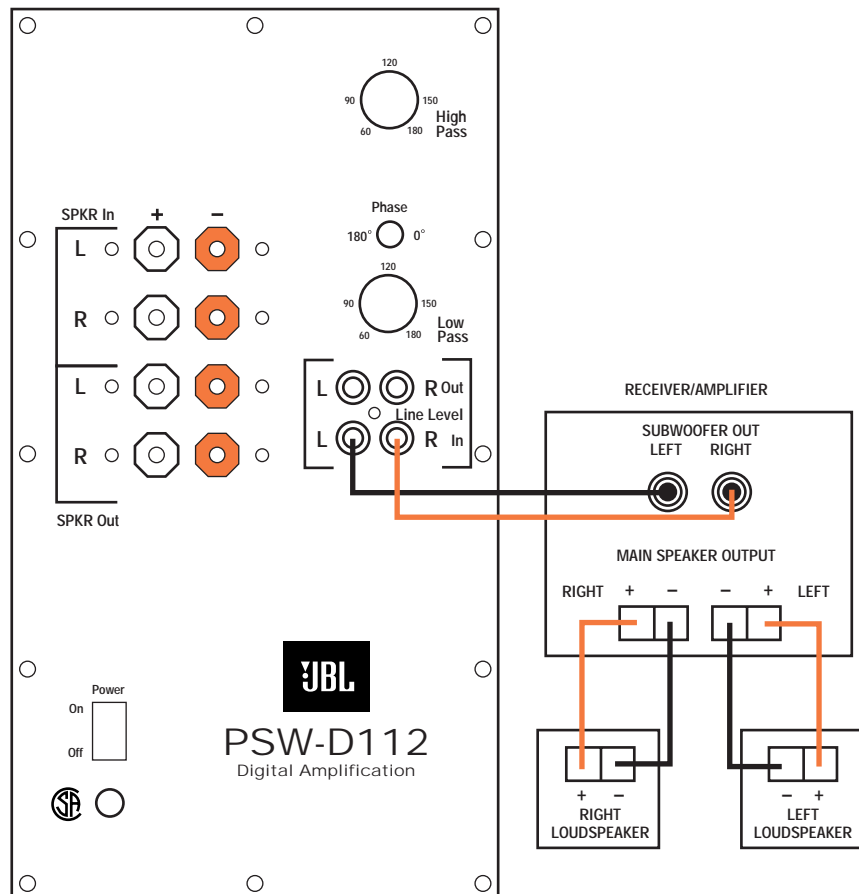 120
90 150
60 180
High
Pass
SPKR In + –
Phase
L
180° 0°
120
R
90 150
60 180
Low
Pass
L
L R Out
Line Level
R
L R In
SPKR Out
RECEIVER/AMPLIFIER
SUBWOOFER OUT
LEFT RIGHT
MAIN SPEAKER OUTPUT
RIGHT + – – + LEFT
Power
On
Off
JBL
PSW-D112
Digital Amplification
SA
+ –
RIGHT
LOUDSPEAKER
– +
LEFT
LOUDSPEAKER